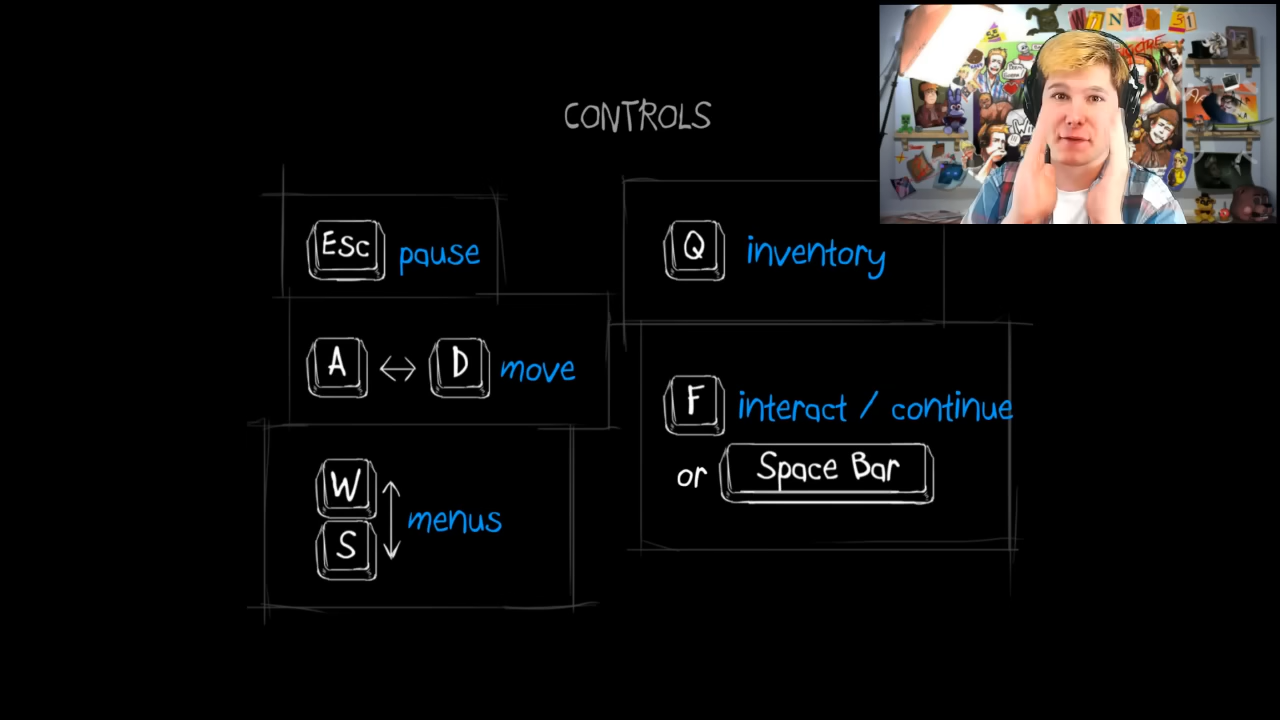 CONTROLS
Esc pause
A D move
W
S
menus
Q inventory
F interact / continue
or Space Bar